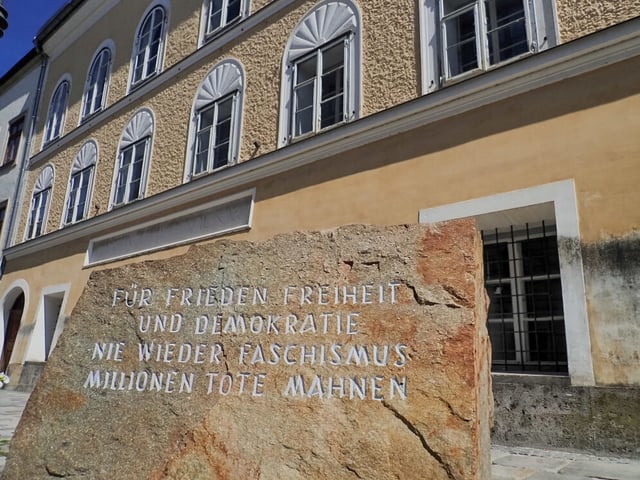 FÜR FRIEDEN FREIHEIT
UND DEMOKRATIE
NIE WIEDER FASCHISMUS
MILLIONEN TOTE MAHNEN